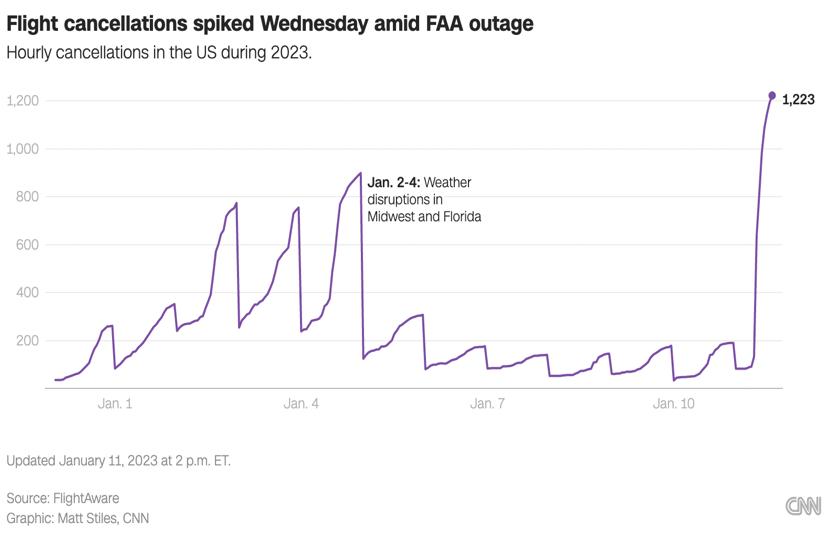 Flight cancellations spiked Wednesday amid FAA outage
Hourly cancellations in the US during 2023.
1,200
1,223
1,000
800
Jan. 2-4: Weather
disruptions in
Midwest and Florida
600
400
200
Jan. 1
Jan. 4
Jan. 7
Jan. 10
Updated January 11, 2023 at 2 p.m. ET.
Source: FlightAware
Graphic: Matt Stiles, CNN
CNN